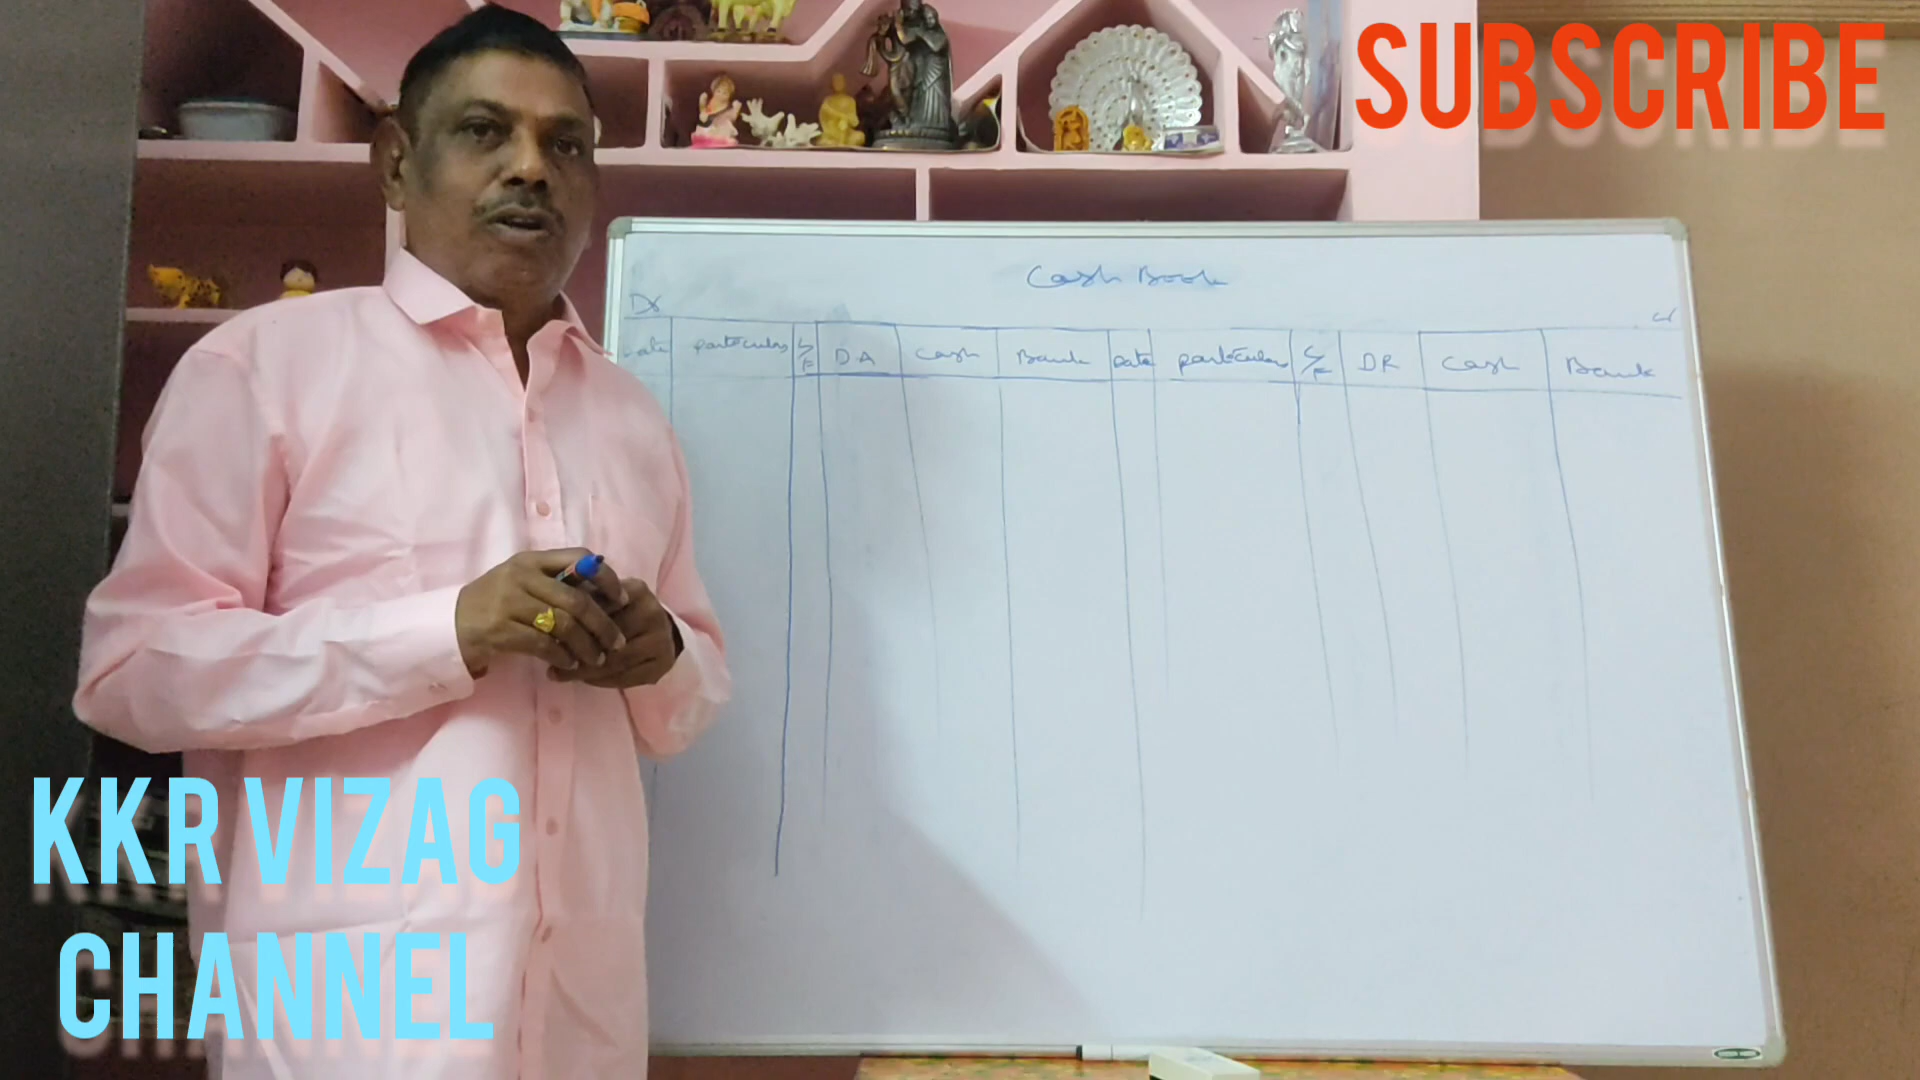 SUBSCRIBE
Cash Book
Dr Cr
Date particulars L/F DA Cash Bank Date particulars L/F DR Cash Bank
KKR VIZAG
CHANNEL